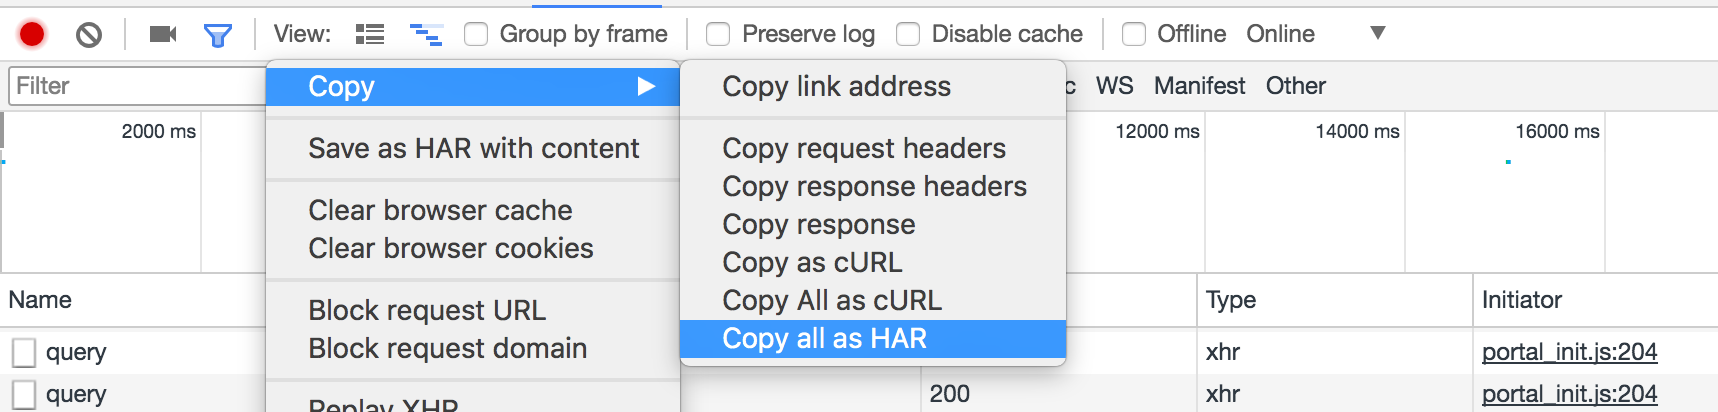 View: Group by frame Preserve log Disable cache Offline Online
Filter Copy Copy link address c WS Manifest Other
2000 ms 12000 ms 14000 ms 16000 ms
Save as HAR with content Copy request headers
Copy response headers
Clear browser cache Copy response
Clear browser cookies Copy as cURL
Name Block request URL Copy All as cURL Type Initiator
Block request domain Copy all as HAR
query xhr portal_init.js:204
query Replay XHR 200 xhr portal_init.js:204